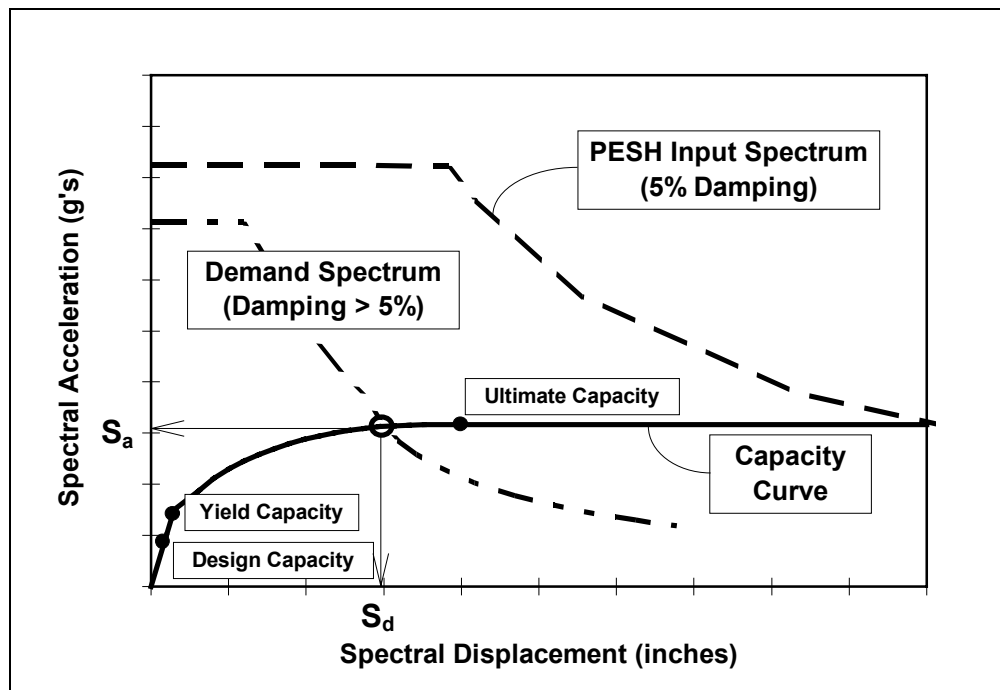 Spectral Acceleration (g's)
PESH Input Spectrum
(5% Damping)
Demand Spectrum
(Damping > 5%)
Ultimate Capacity
Sa
Capacity
Curve
Yield Capacity
Design Capacity
Sd
Spectral Displacement (inches)